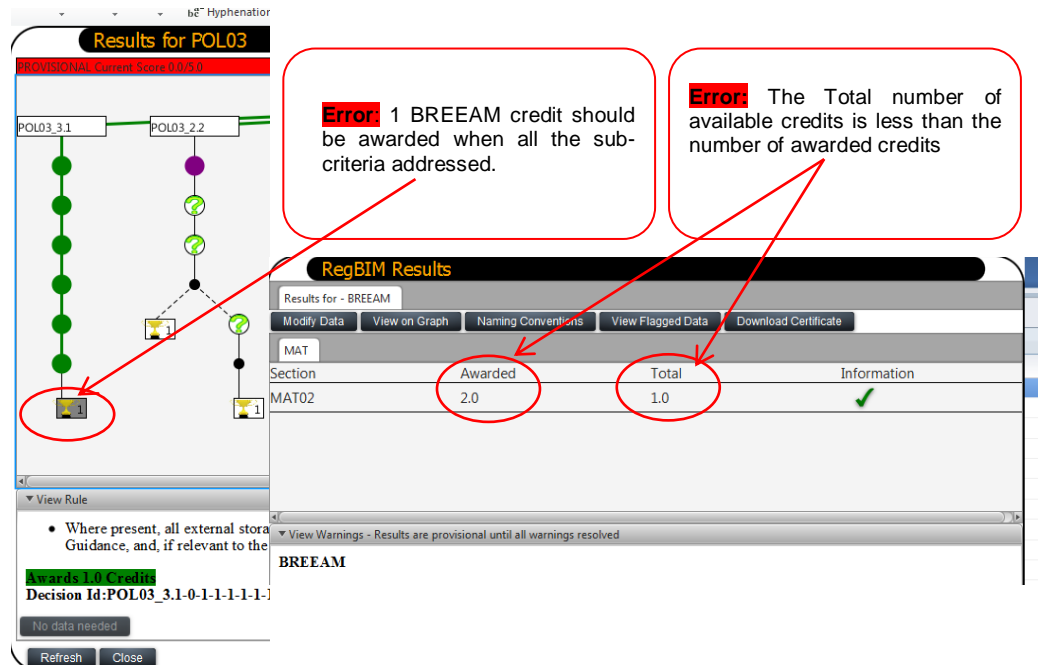 Hyphenation
Results for POL03
PROVISIONAL Current Score 0.0/5.0
POL03_3.1
POL03_2.2
1
1
1
▼ View Rule
• Where present, all external stora
Guidance, and, if relevant to the
Awards 1.0 Credits
Decision Id:POL03_3.1-0-1-1-1-1-1-1
No data needed
Refresh
Close
Error: 1 BREEAM credit should
be awarded when all the sub-
criteria addressed.
Error: The Total number of
available credits is less than the
number of awarded credits
RegBIM Results
Results for - BREEAM
Modify Data View on Graph Naming Conventions View Flagged Data Download Certificate
MAT
Section Awarded Total Information
MAT02 2.0 1.0
▼ View Warnings - Results are provisional until all warnings resolved
BREEAM